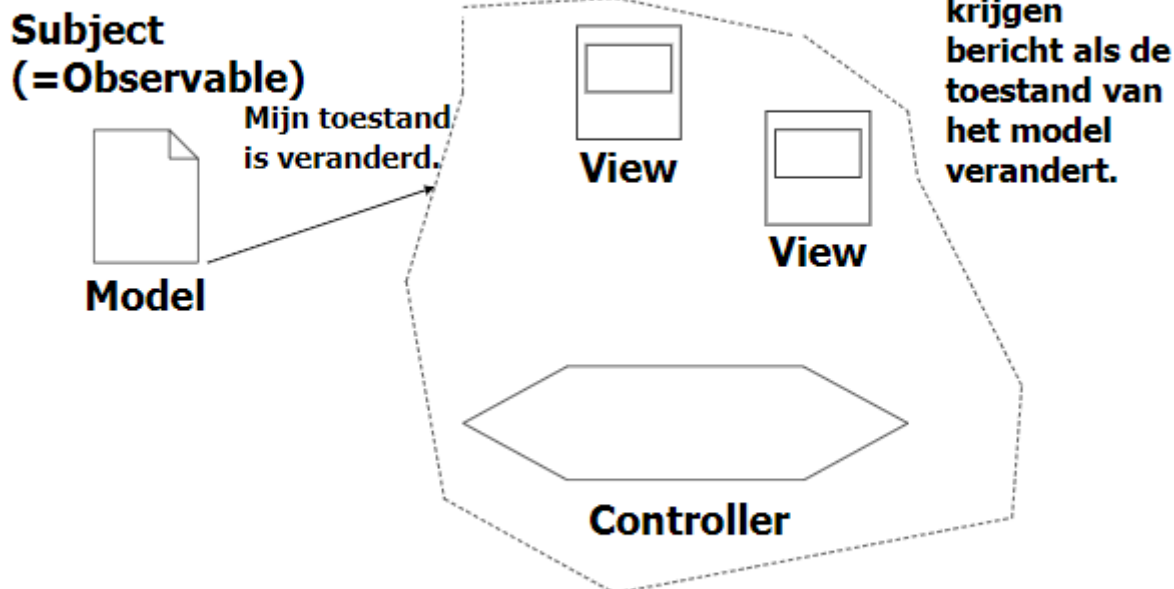 Subject
(=Observable)
Mijn toestand
is veranderd.
Model
View
View
Controller
krijgen
bericht als de
toestand van
het model
verandert.